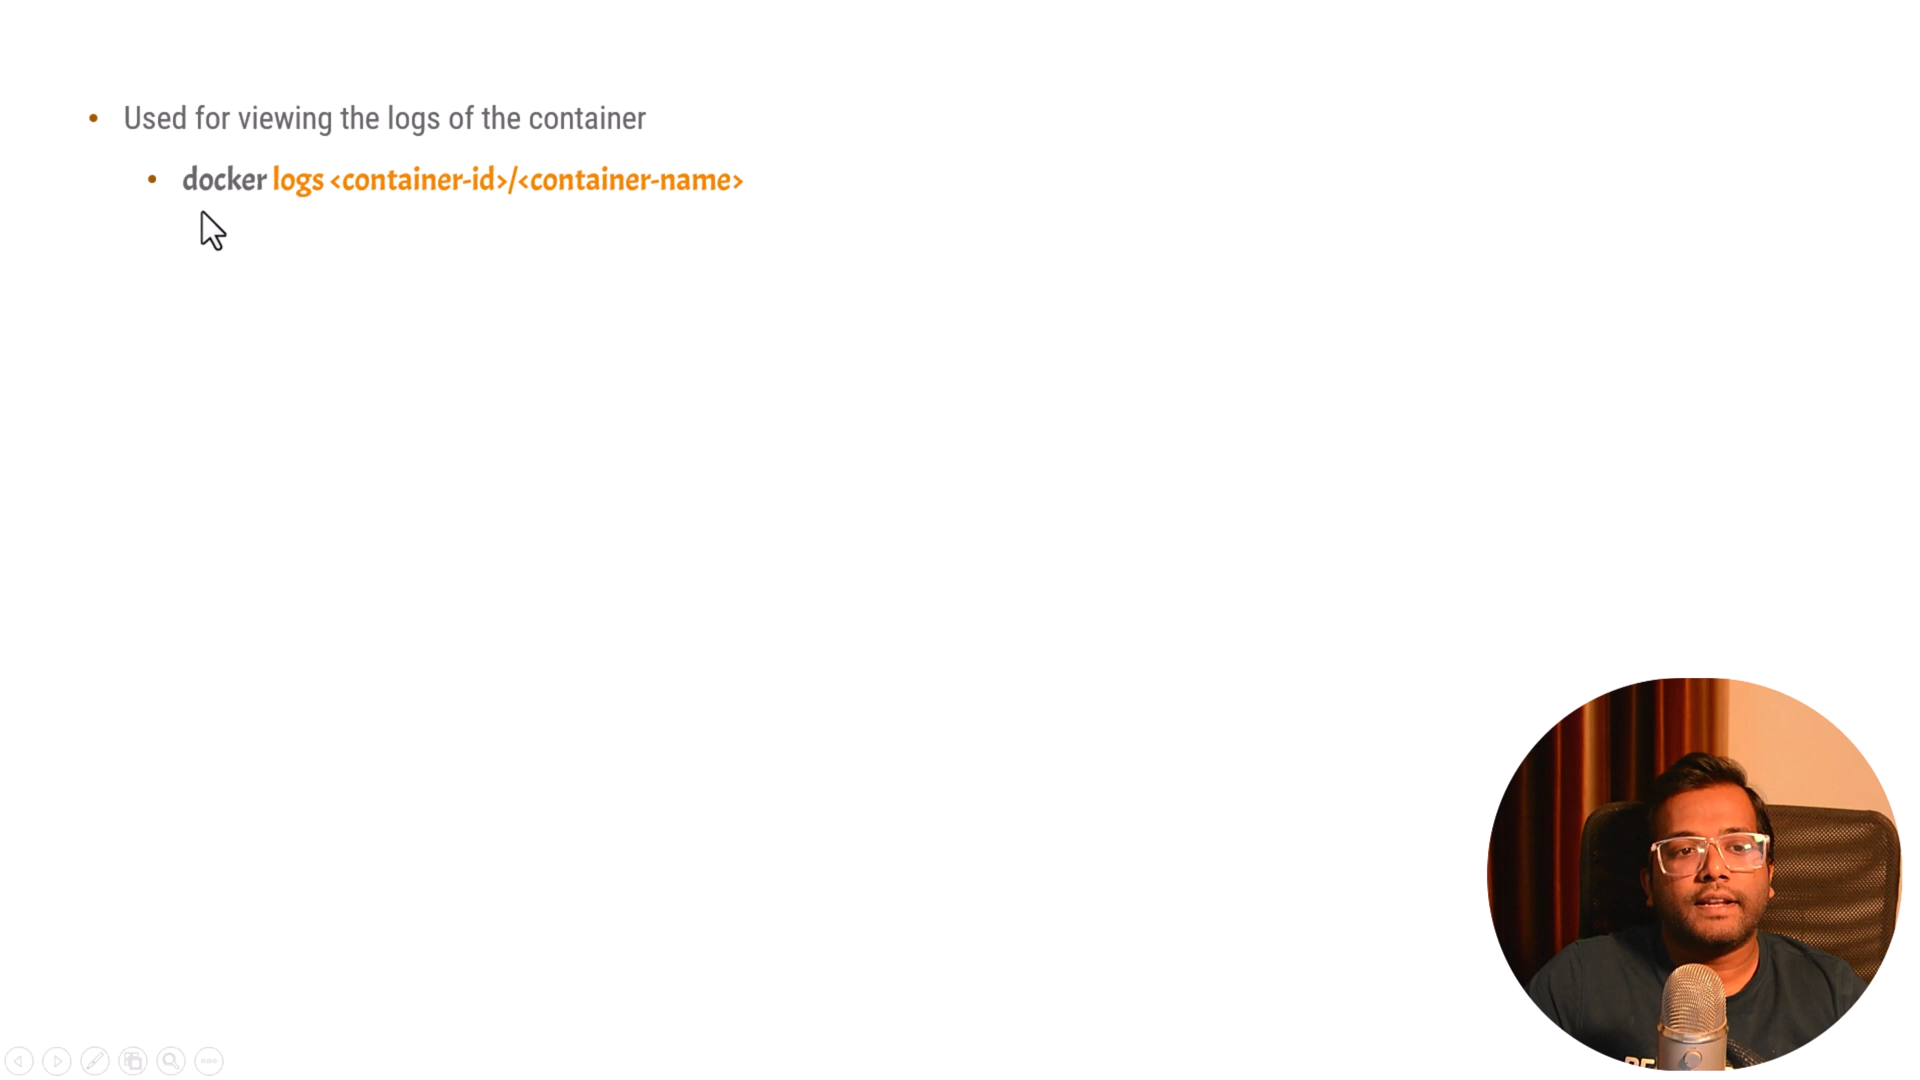 Used for viewing the logs of the container
docker logs <container-id>/<container-name>